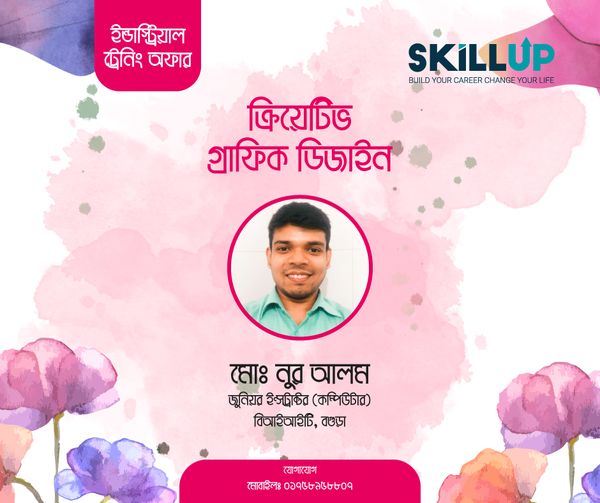 ইন্ডাস্ট্রিয়াল
ট্রেনিং অফার
SKILLUP
BUILD YOUR CAREER CHANGE YOUR LIFE
ক্রিয়েটিভ
গ্রাফিক ডিজাইন
মোঃ নুর আলম
জুনিয়র ইন্সট্রাক্টর (কম্পিউটার)
বিআইআইটি, বগুড়া
যোগাযোগ
মোবাইলঃ ০১৭৫৮১৫৮৮০৭